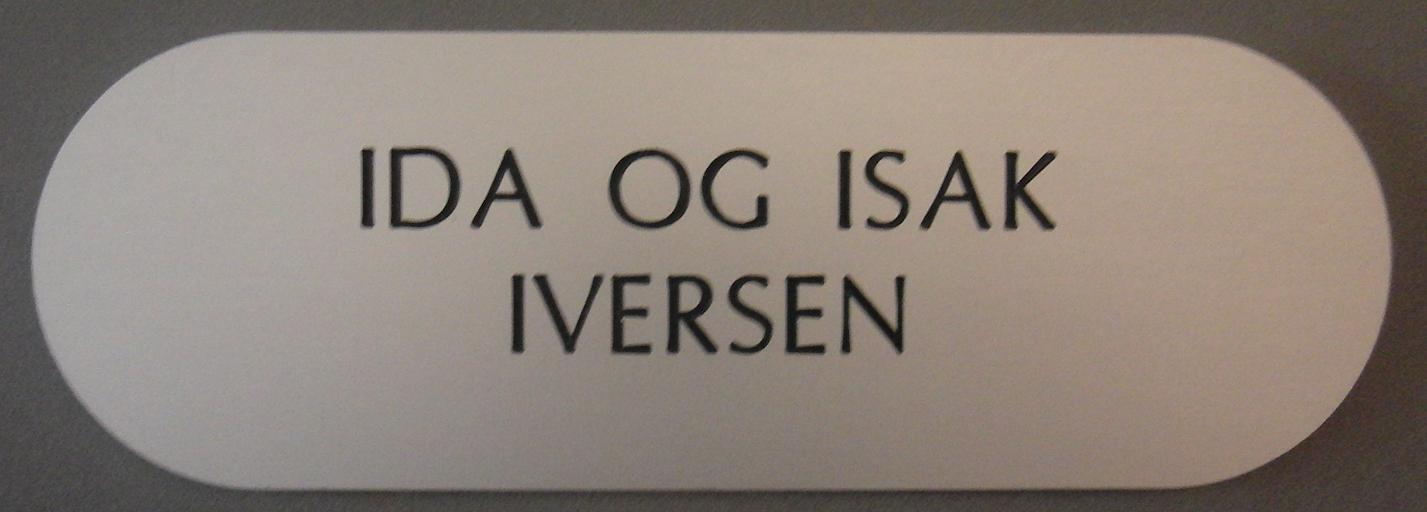 IDA OG ISAK
IVERSEN